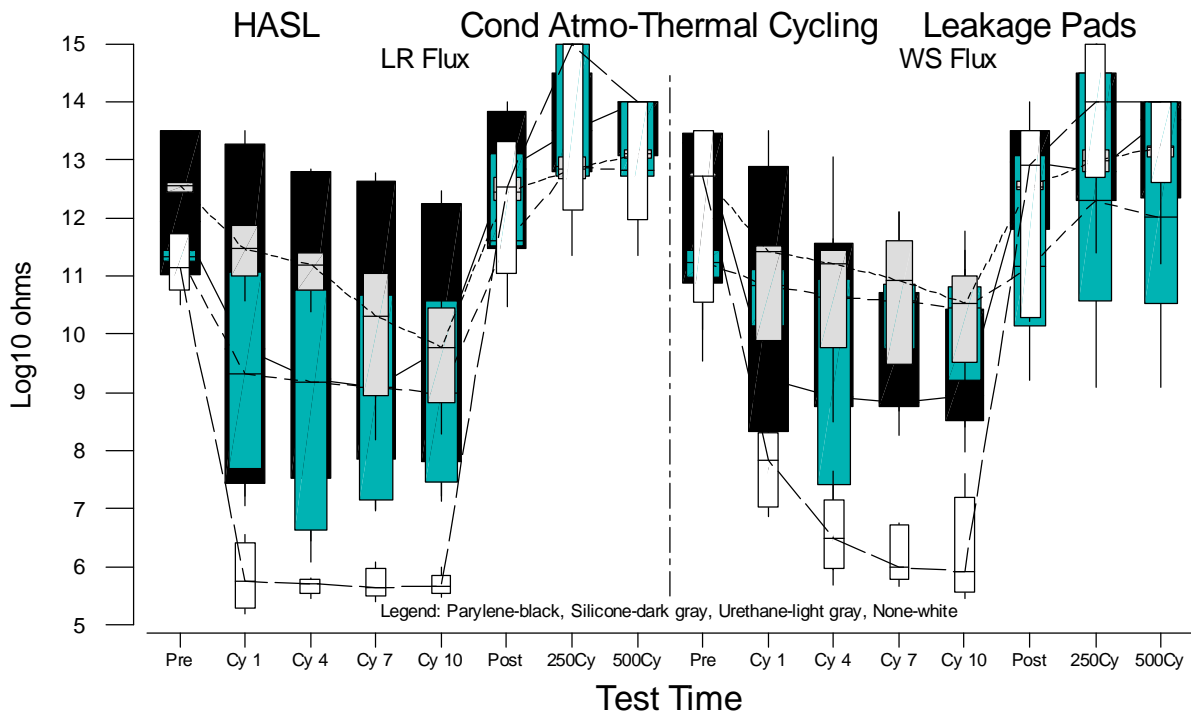 HASL Cond Atmo-Thermal Cycling Leakage Pads
LR Flux WS Flux
15
14
13
12
11
10
9
8
7
6
5
Log10 ohms
Legend: Parylene-black, Silicone-dark gray, Urethane-light gray, None-white
Pre Cy 1 Cy 4 Cy 7 Cy 10 Post 250Cy 500Cy Pre Cy 1 Cy 4 Cy 7 Cy 10 Post 250Cy 500Cy
Test Time